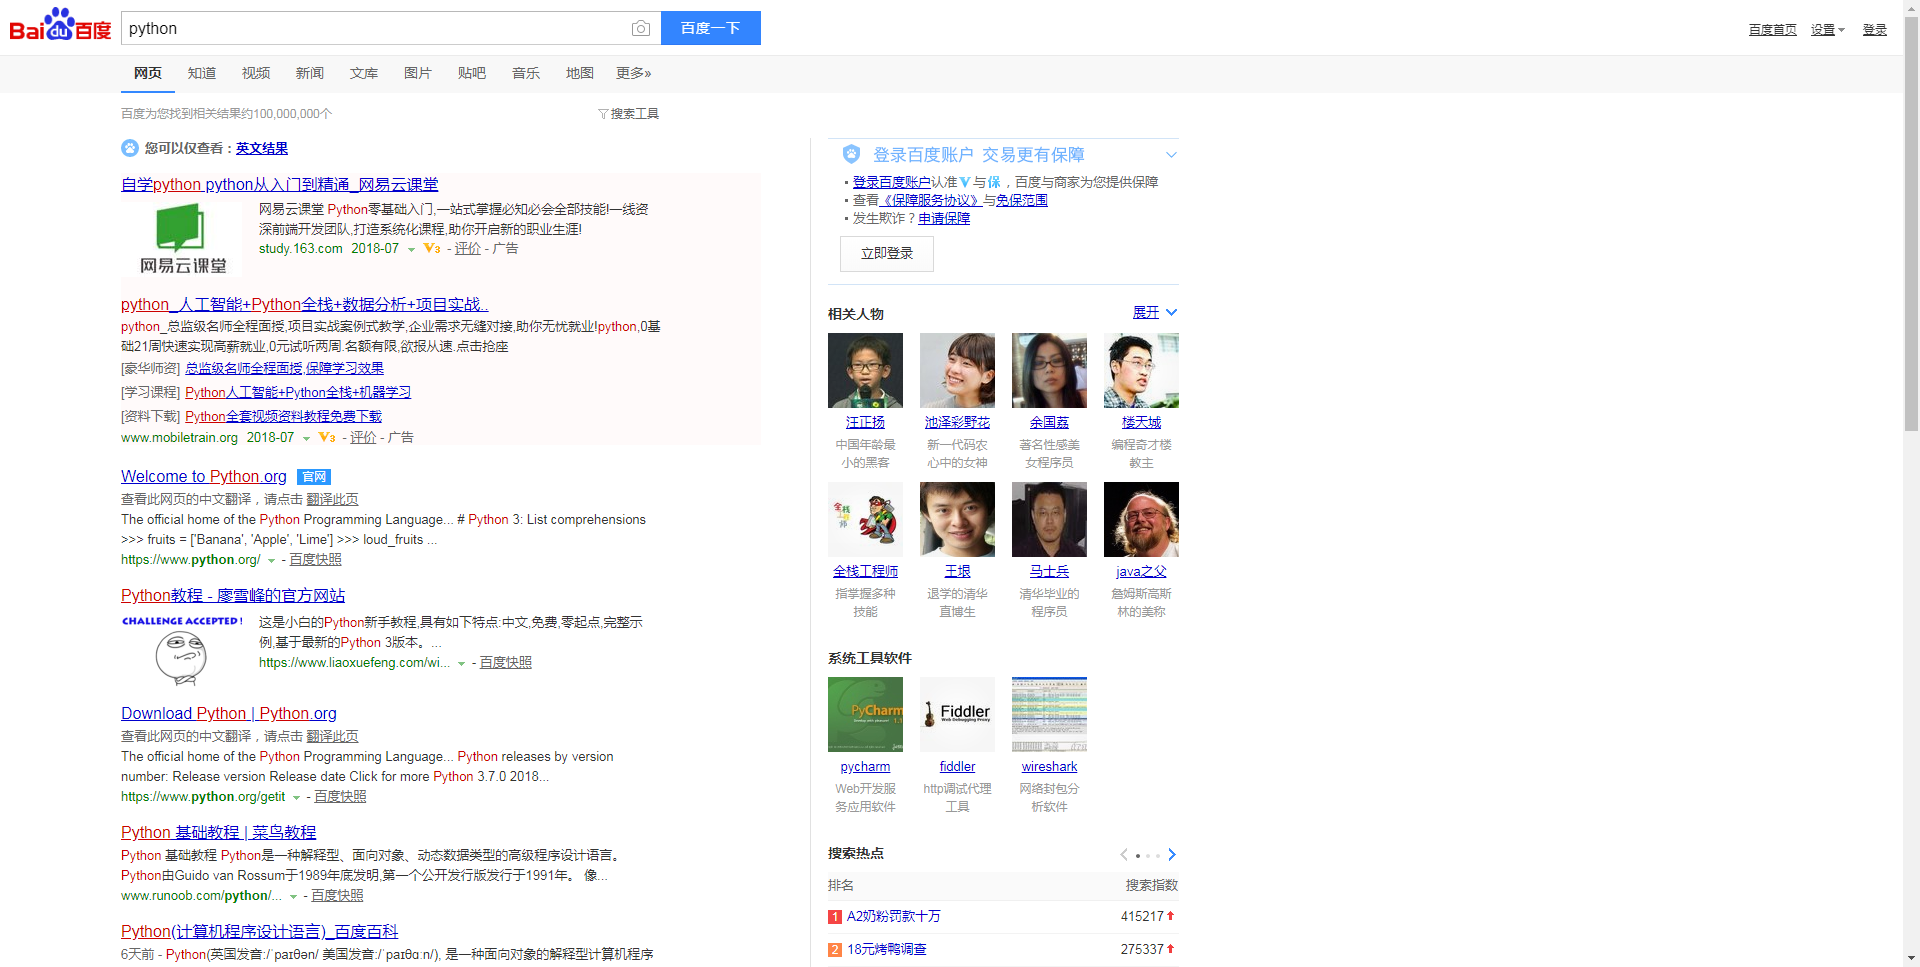 Bai du 百度
python
百度一下
百度首页 设置 登录
网页 知道 视频 新闻 文库 图片 贴吧 音乐 地图 更多»
百度为您找到相关结果约100,000,000个
搜索工具
您可以仅查看：英文结果
自学python python从入门到精通_网易云课堂
网易云课堂
网易云课堂 Python零基础入门,一站式掌握必知必会全部技能!一线资
深前端开发团队,打造系统化课程,助你开启新的职业生涯!
study.163.com 2018-07 V3 - 评价 - 广告
python_人工智能+Python全栈+数据分析+项目实战..
python_总监级名师全程面授,项目实战案例式教学,企业需求无缝对接,助你无忧就业!python,0基
础21周快速实现高薪就业,0元试听两周.名额有限,欲报从速.点击抢座
[豪华师资] 总监级名师全程面授,保障学习效果
[学习课程] Python人工智能+Python全栈+机器学习
[资料下载] Python全套视频资料教程免费下载
www.mobiletrain.org 2018-07 V3 - 评价 - 广告
Welcome to Python.org 官网
查看此网页的中文翻译，请点击 翻译此页
The official home of the Python Programming Language... # Python 3: List comprehensions
>>> fruits = ['Banana', 'Apple', 'Lime'] >>> loud_fruits ...
https://www.python.org/ - 百度快照
Python教程 - 廖雪峰的官方网站
CHALLENGE ACCEPTED!
这是小白的Python新手教程,具有如下特点:中文,免费,零起点,完整示
例,基于最新的Python 3版本。...
https://www.liaoxuefeng.com/wi... - 百度快照
Download Python | Python.org
查看此网页的中文翻译，请点击 翻译此页
The official home of the Python Programming Language... Python releases by version
number: Release version Release date Click for more Python 3.7.0 2018...
https://www.python.org/getit - 百度快照
Python 基础教程 | 菜鸟教程
Python 基础教程 Python是一种解释型、面向对象、动态数据类型的高级程序设计语言。
Python由Guido van Rossum于1989年底发明,第一个公开发行版发行于1991年。 像...
www.runoob.com/python/... - 百度快照
Python(计算机程序设计语言)_百度百科
6天前 - Python(英国发音:/ˈpaɪθən/ 美国发音:/ˈpaɪθɑːn/), 是一种面向对象的解释型计算机程序
登录百度账户 交易更有保障
登录百度账户认准V与保，百度与商家为您提供保障
查看《保障服务协议》与免保范围
发生欺诈？申请保障
立即登录
相关人物 展开
汪正扬 池泽彩野花 余国荔 楼天城
中国年龄最 新一代码农 著名性感美 编程奇才楼
小的黑客 心中的女神 女程序员 教主
全栈工程师
全栈工程师 王垠 马士兵 java之父
指掌握多种 退学的清华 清华毕业的 詹姆斯高斯
技能 直博生 程序员 林的美称
系统工具软件
PyCharm
Fiddler
Web Debugging Proxy
pycharm fiddler wireshark
Web开发服 http调试代理 网络封包分
务应用软件 工具 析软件
搜索热点
排名 搜索指数
1 A2奶粉罚款十万 415217
2 18元烤鸭调查 275337